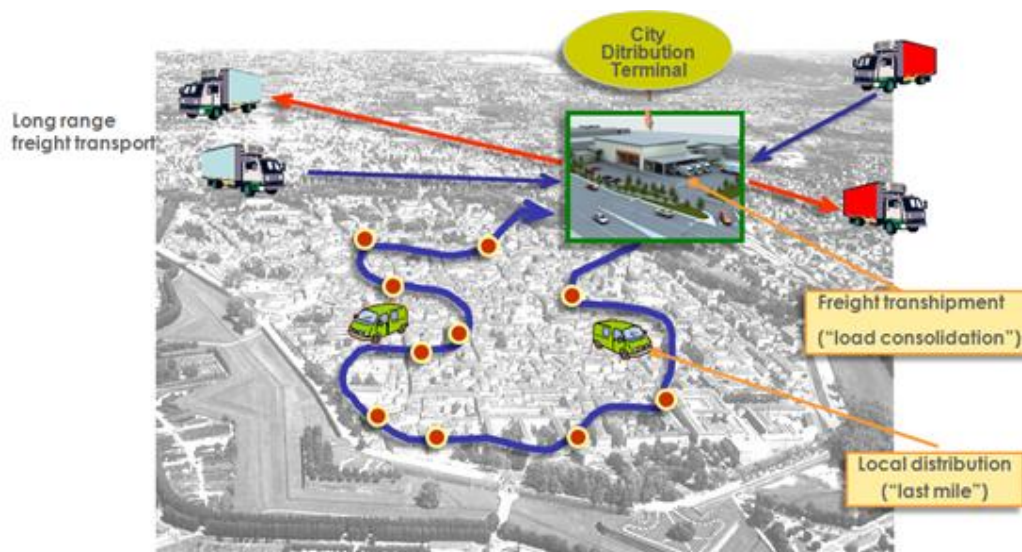 City
Ditribution
Terminal
Long range
freight transport
Freight transhipment
(“load consolidation”)
Local distribution
(“last mile”)